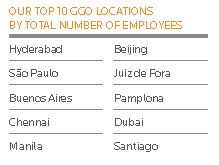 OUR TOP 10 GGO LOCATIONS
BY TOTAL NUMBER OF EMPLOYEES
Hyderabad
Beijing
São Paulo
Juiz de Fora
Buenos Aires
Pamplona
Chennai
Dubai
Manila
Santiago